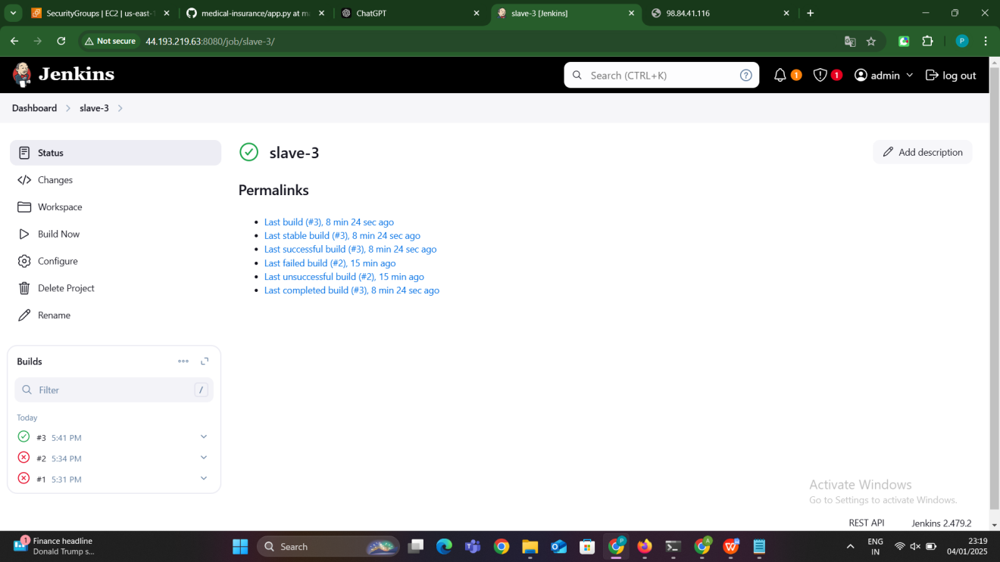 SecurityGroups | EC2 | us-east-1
medical-insurance/app.py at ma
ChatGPT
slave-3 [Jenkins]
98.84.41.116
Not secure
44.193.219.63:8080/job/slave-3/
P
Jenkins
Search (CTRL+K)
?
1
1
admin
log out
Dashboard
slave-3
Status
Changes
Workspace
Build Now
Configure
Delete Project
Rename
slave-3
Add description
Permalinks
Last build (#3), 8 min 24 sec ago
Last stable build (#3), 8 min 24 sec ago
Last successful build (#3), 8 min 24 sec ago
Last failed build (#2), 15 min ago
Last unsuccessful build (#2), 15 min ago
Last completed build (#3), 8 min 24 sec ago
Builds
Filter
/
Today
#3 5:41 PM
#2 5:34 PM
#1 5:31 PM
Activate Windows
Go to Settings to activate Windows.
REST API
Jenkins 2.479.2
1
Finance headline
Donald Trump s...
Search
P
A
ENG
IN
23:19
04/01/2025